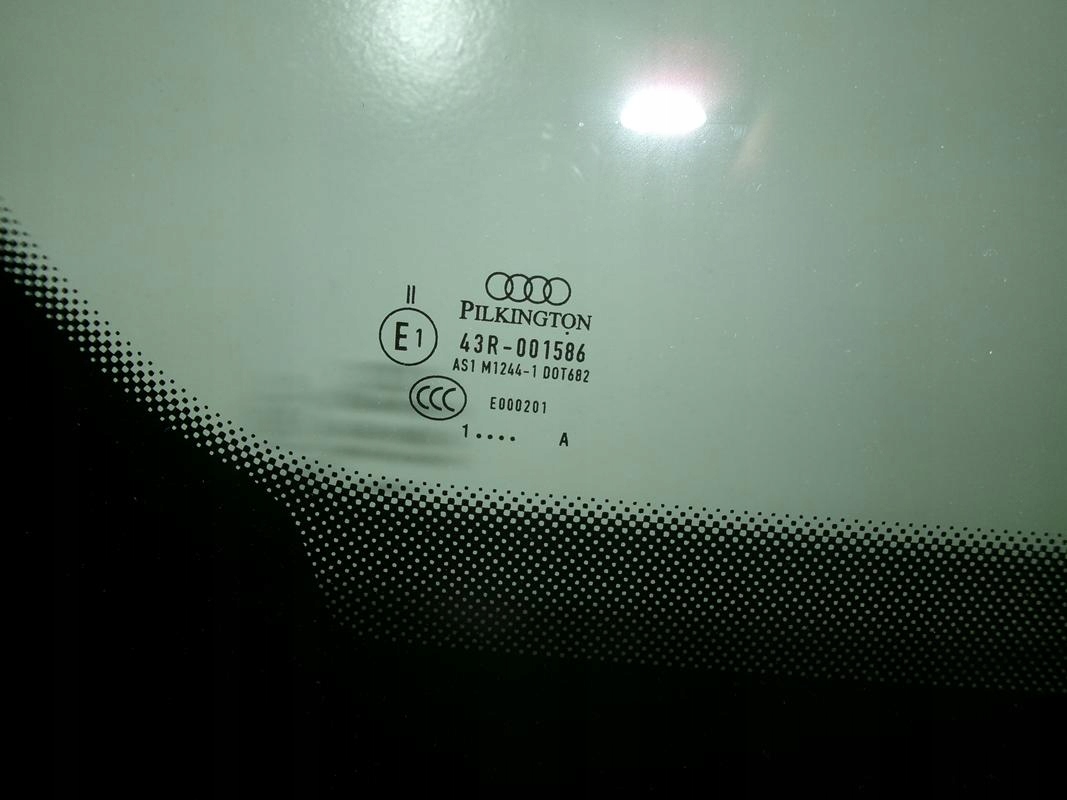 II
PILKINGTON
E1
43R-001586
AS1 M1244-1 DOT682
CCC
E000201
1.... A